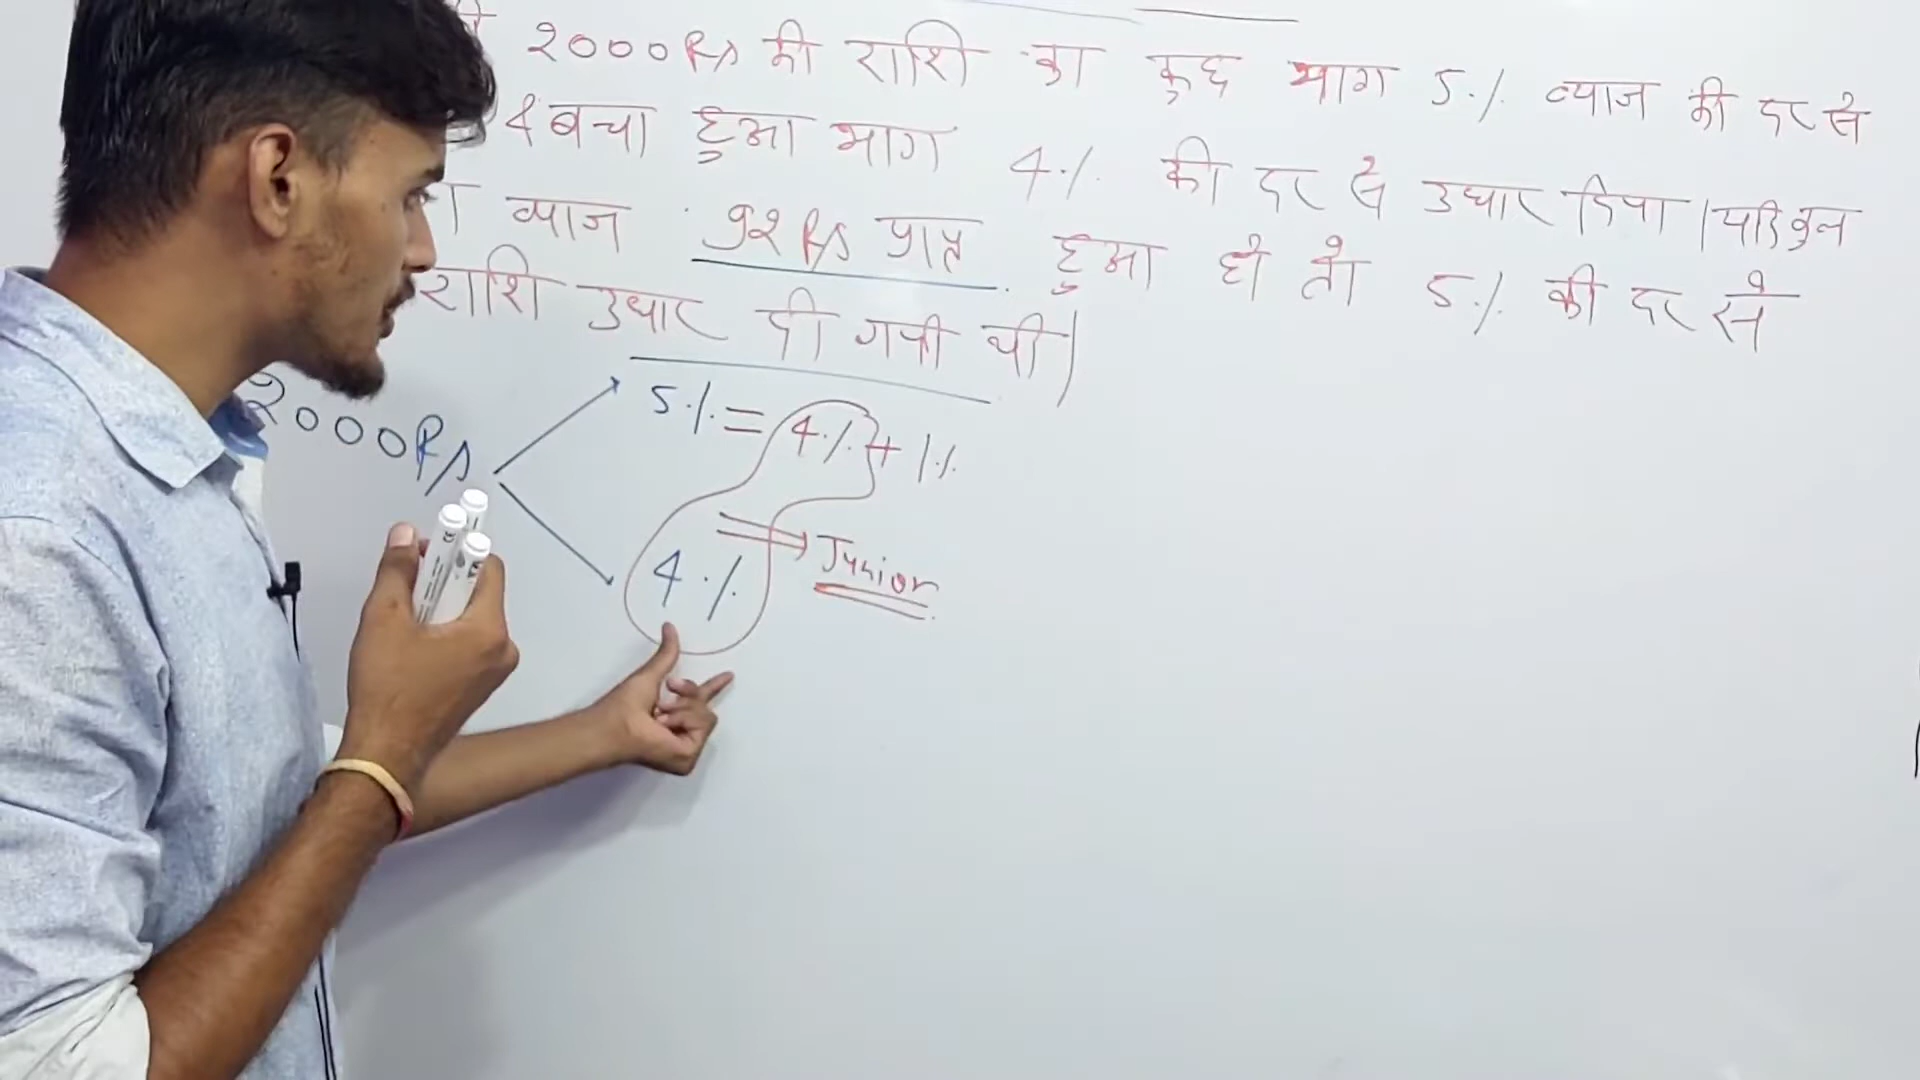 2000Rs की राशि का कुछ भाग 5% ब्याज की दर से
& बचा हुआ भाग 4% की दर से उधार दिया। यदि कुल
ब्याज 92Rs प्राप्त हुआ हो तो 5% की दर से
राशि उधार दी गयी थी।
2000Rs
5% = 4% + 1%
4%
Junior